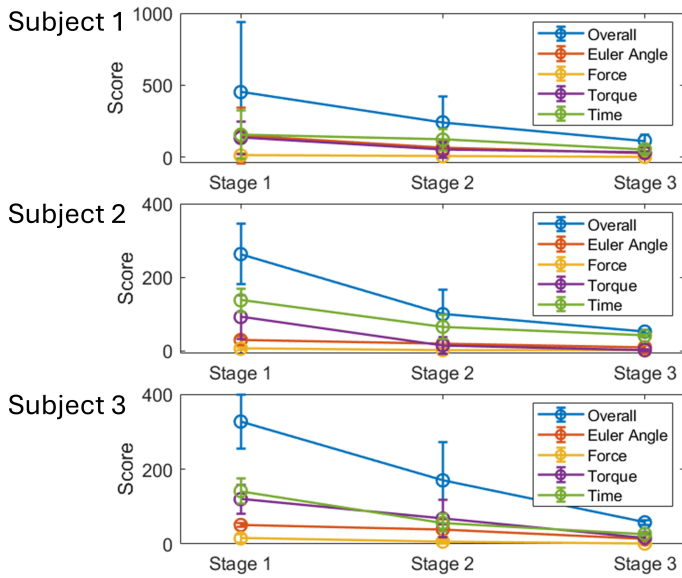 Subject 1
1000
500
0
Score
Overall
Euler Angle
Force
Torque
Time
Stage 1
Stage 2
Stage 3
Subject 2
400
200
0
Score
Overall
Euler Angle
Force
Torque
Time
Stage 1
Stage 2
Stage 3
Subject 3
400
200
0
Score
Overall
Euler Angle
Force
Torque
Time
Stage 1
Stage 2
Stage 3